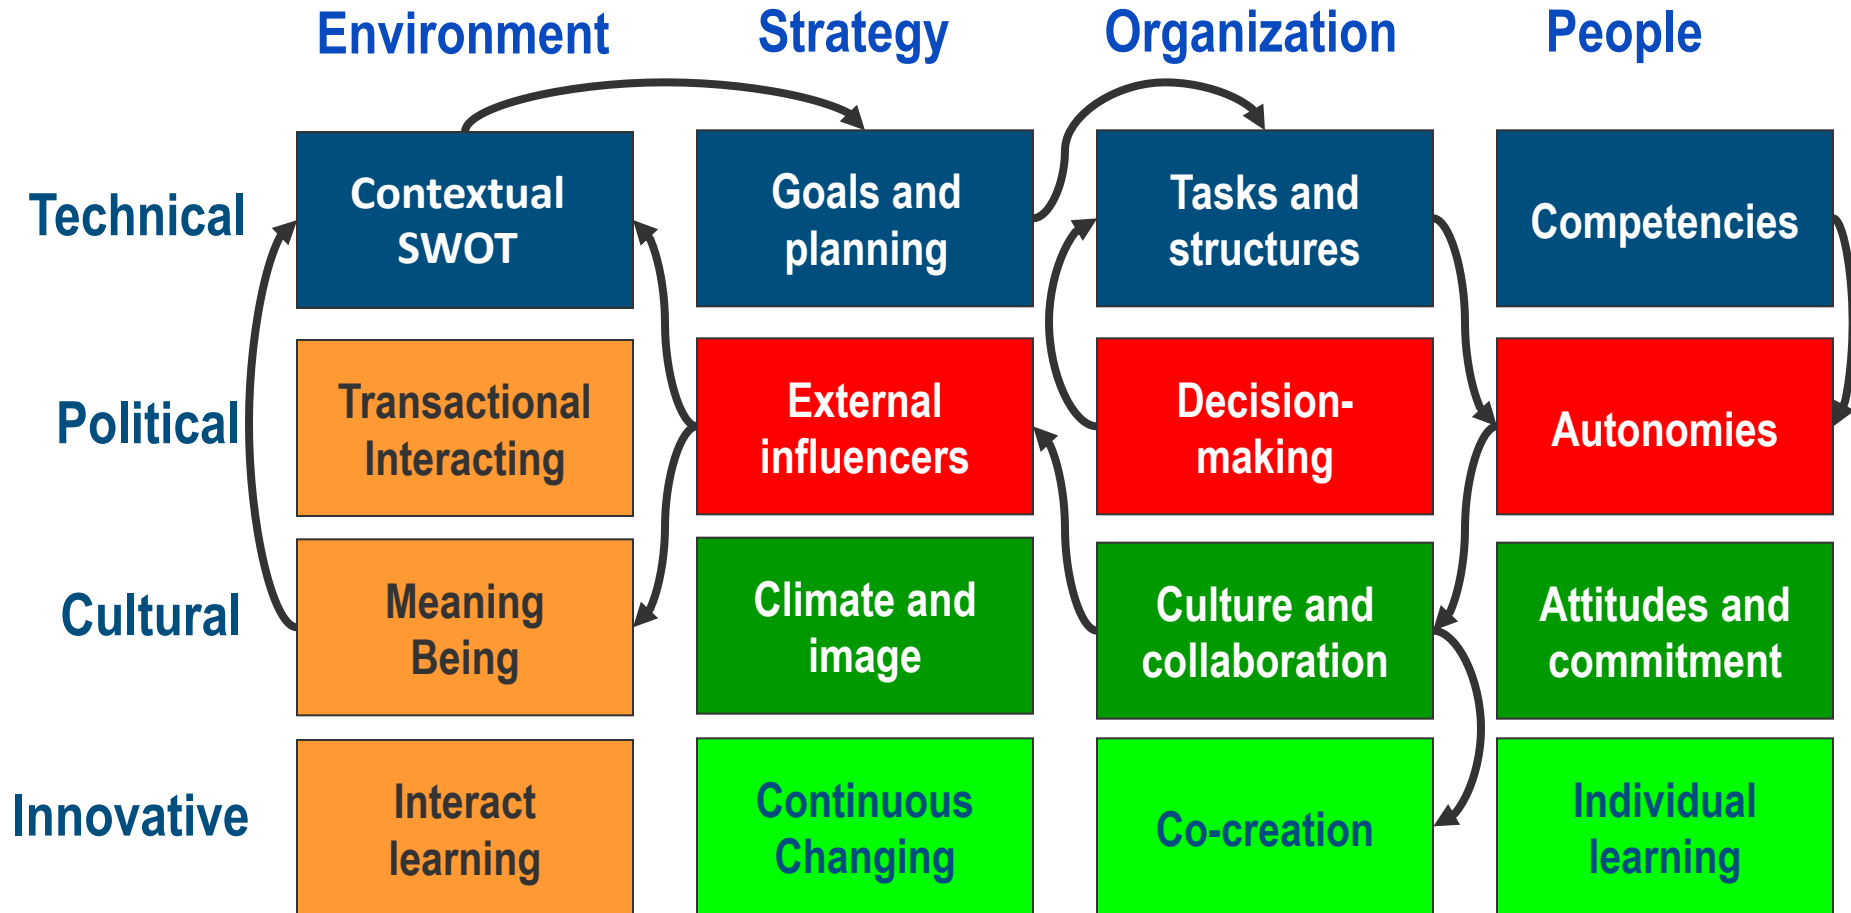 Environment
Strategy
Organization
People
Technical
Contextual
SWOT
Goals and
planning
Tasks and
structures
Competencies
Political
Transactional
Interacting
External
influencers
Decision-
making
Autonomies
Cultural
Meaning
Being
Climate and
image
Culture and
collaboration
Attitudes and
commitment
Innovative
Interact
learning
Continuous
Changing
Co-creation
Individual
learning